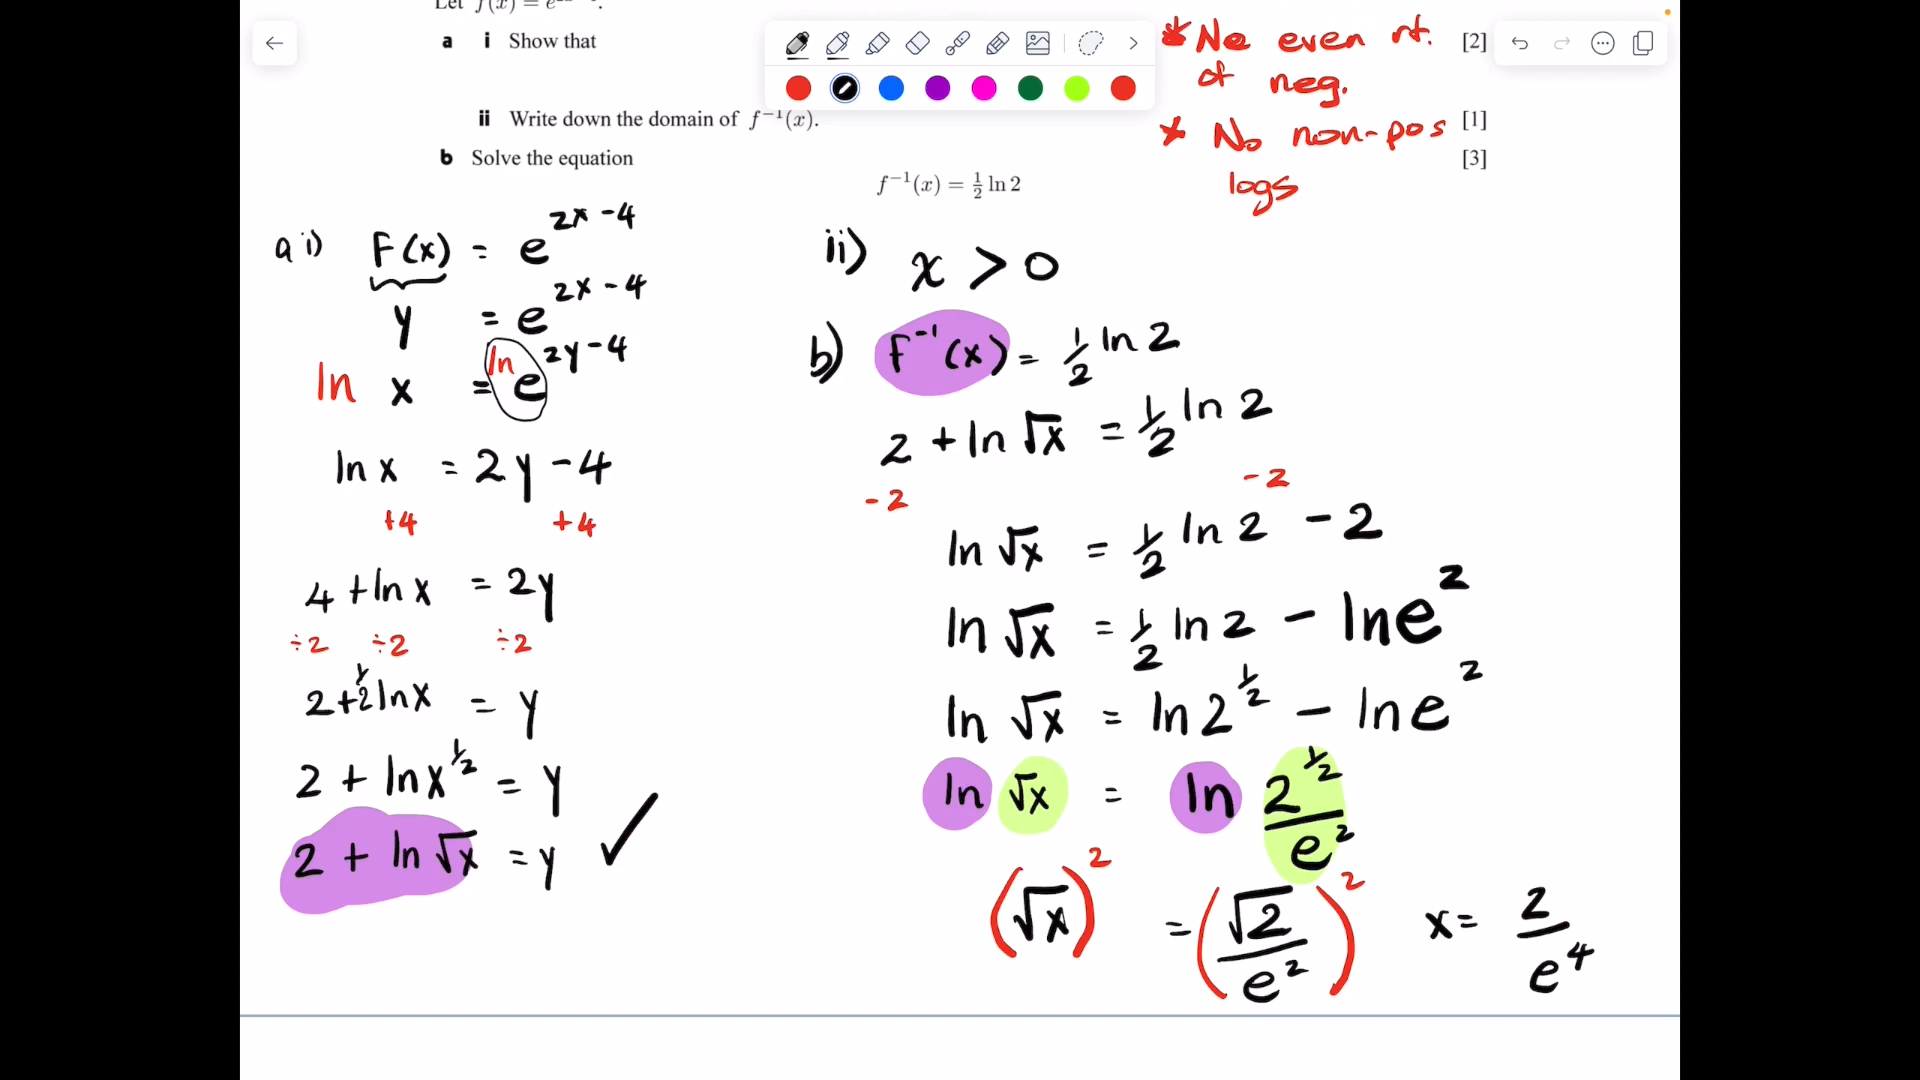 Let f(x) = e
a i Show that [2]
ii Write down the domain of f⁻¹(x). [1]
b Solve the equation [3]
f⁻¹(x) = ½ ln 2
* No even rt.
of neg.
* No non-pos
logs
a i) F(x) = e^(2x-4)
y = e^(2x-4)
ln x = ln e^(2y-4)
ln x = 2y - 4
+4 +4
4 + ln x = 2y
÷2 ÷2 ÷2
2 + ½ ln x = y
2 + ln x^½ = y
2 + ln √x = y ✓
ii) x > 0
b) F⁻¹(x) = ½ ln 2
2 + ln √x = ½ ln 2
-2 -2
ln √x = ½ ln 2 - 2
ln √x = ½ ln 2 - ln e²
ln √x = ln 2^½ - ln e²
ln √x = ln 2^½/e²
(√x)² = (√2/e²)² x = 2/e⁴